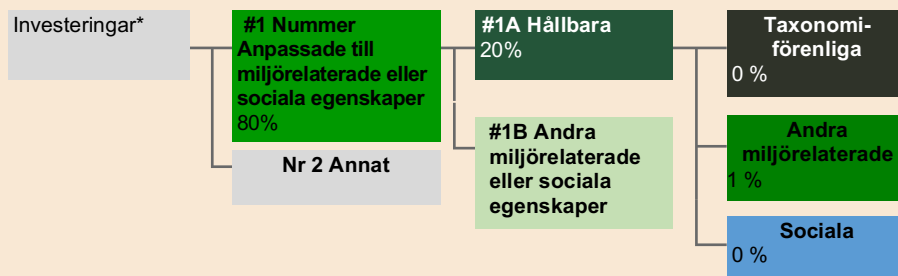 Investeringar*
#1 Nummer
Anpassade till
miljörelaterade eller
sociala egenskaper
80%
Nr 2 Annat
#1A Hållbara
20%
#1B Andra
miljörelaterade
eller sociala
egenskaper
Taxonomi-
förenliga
0 %
Andra
miljörelaterade
1 %
Sociala
0 %